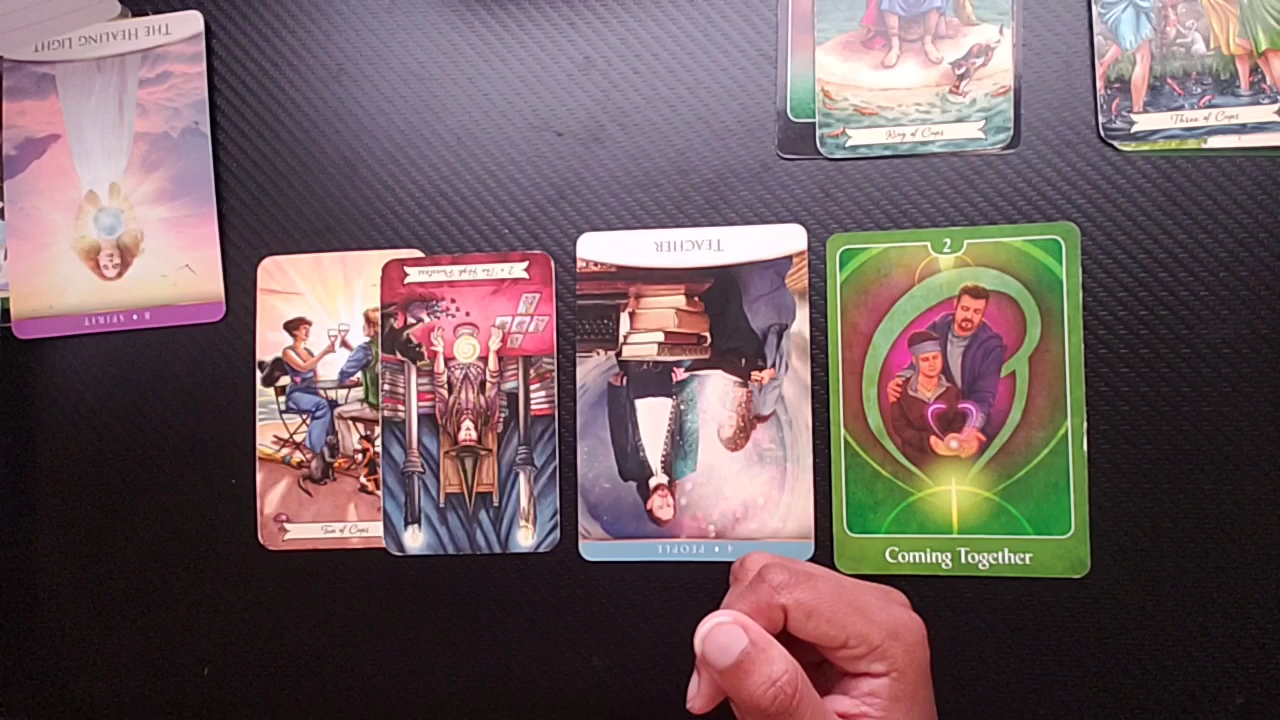 THE HEALING LIGHT
8 • SPIRIT
King of Cups
Three of Cups
Two of Cups
2 • The High Priestess
TEACHER
4 • PEOPLE
2
Coming Together